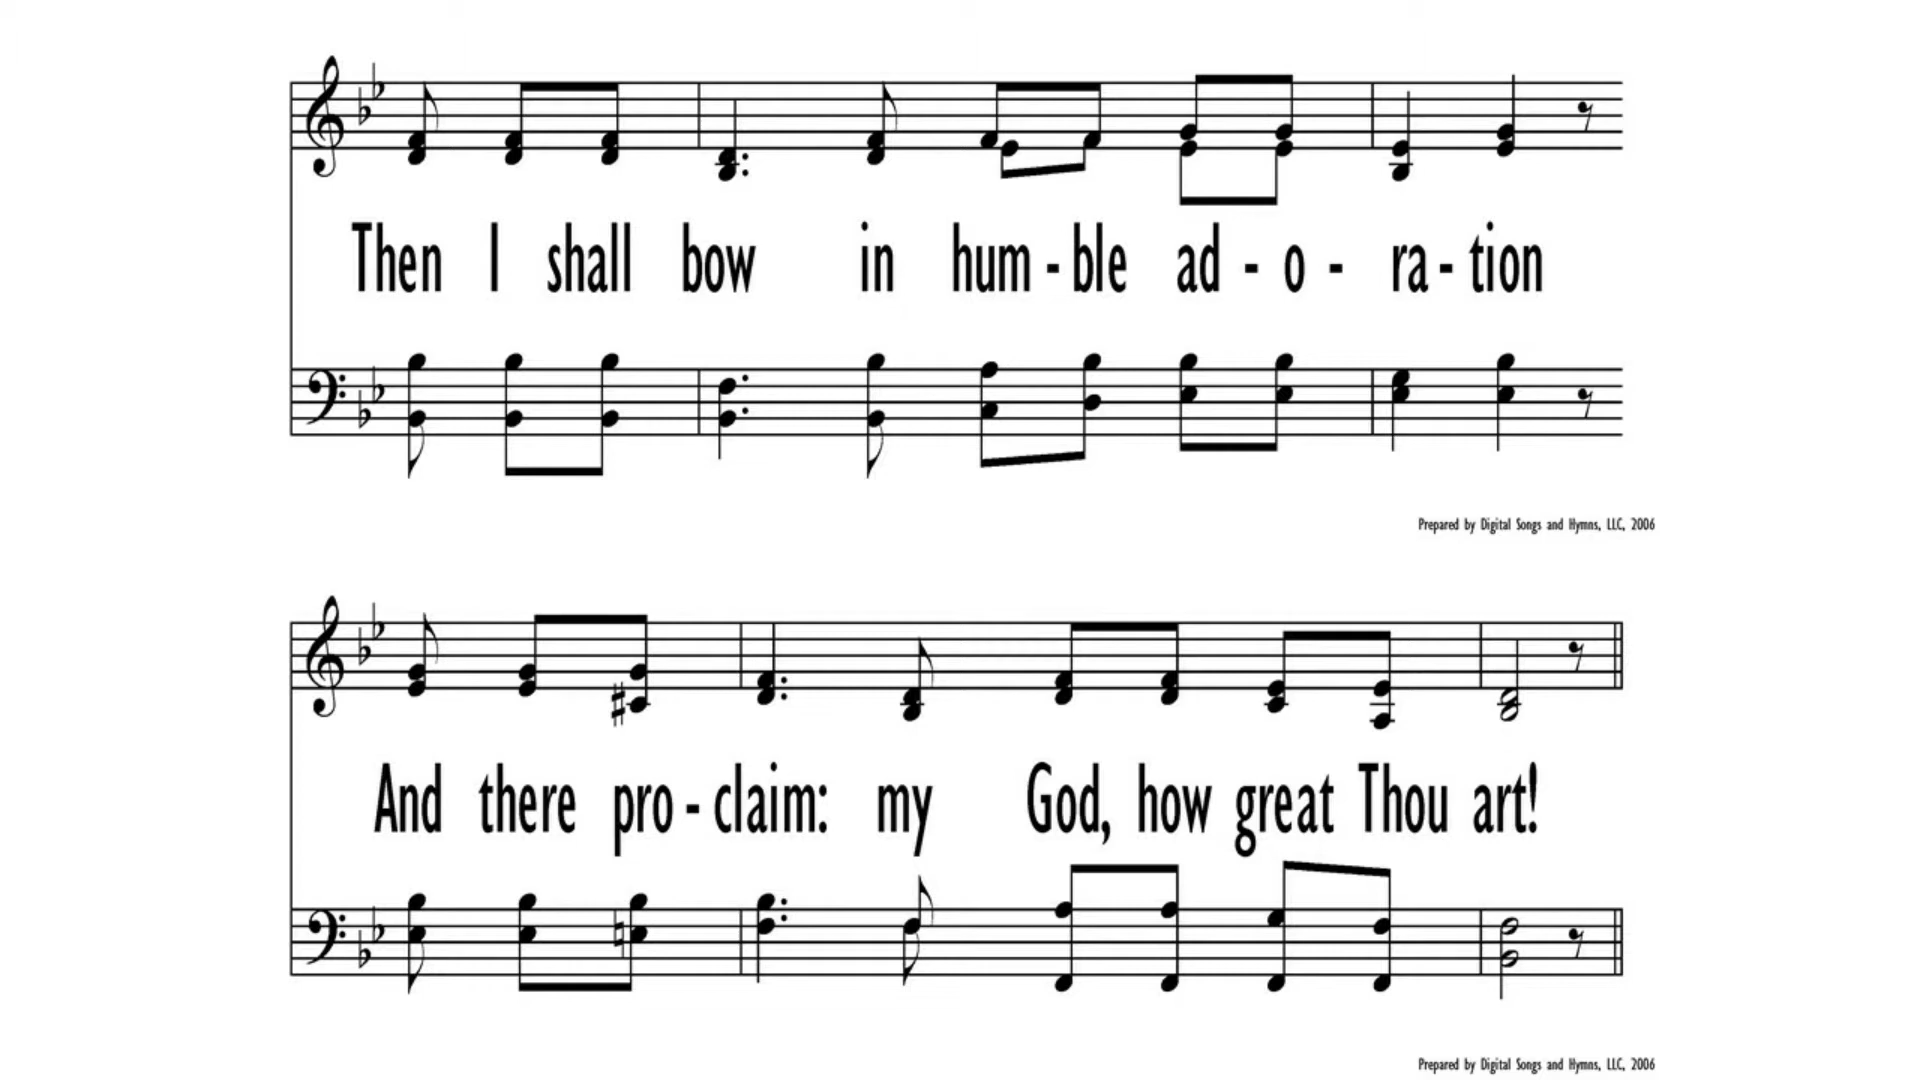 Then I shall bow in hum - ble ad - o - ra - tion
Prepared by Digital Songs and Hymns, LLC, 2006
And there pro - claim: my God, how great Thou art!
Prepared by Digital Songs and Hymns, LLC, 2006